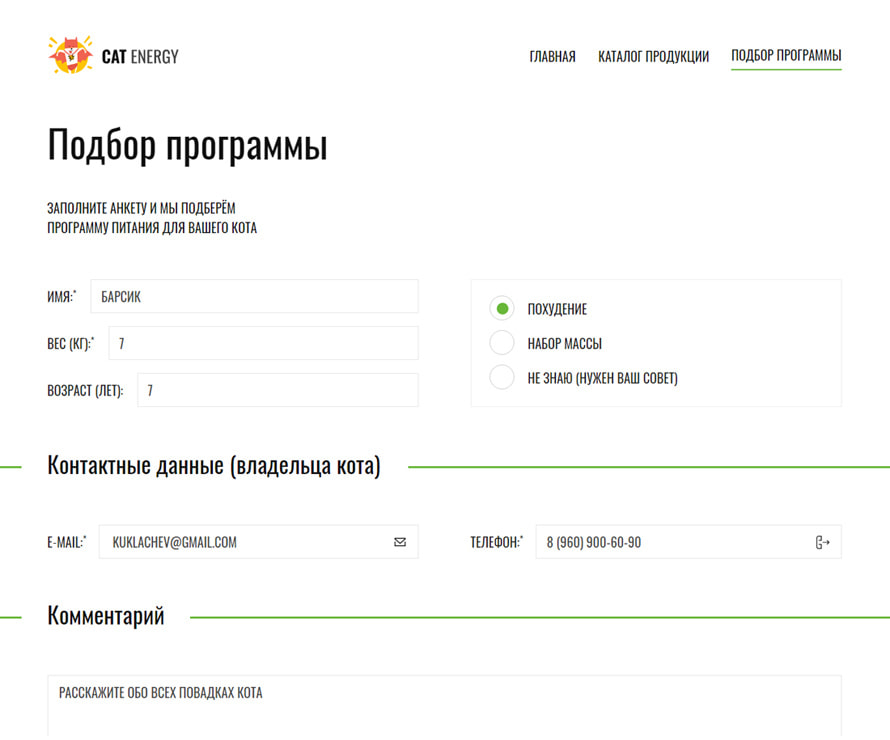 CAT ENERGY
ГЛАВНАЯ КАТАЛОГ ПРОДУКЦИИ ПОДБОР ПРОГРАММЫ
Подбор программы
ЗАПОЛНИТЕ АНКЕТУ И МЫ ПОДБЕРЁМ
ПРОГРАММУ ПИТАНИЯ ДЛЯ ВАШЕГО КОТА
ИМЯ:* БАРСИК
ВЕС (КГ):* 7
ВОЗРАСТ (ЛЕТ): 7
ПОХУДЕНИЕ
НАБОР МАССЫ
НЕ ЗНАЮ (НУЖЕН ВАШ СОВЕТ)
Контактные данные (владельца кота)
E-MAIL:* KUKLACHEV@GMAIL.COM
ТЕЛЕФОН:* 8 (960) 900-60-90
Комментарий
РАССКАЖИТЕ ОБО ВСЕХ ПОВАДКАХ КОТА